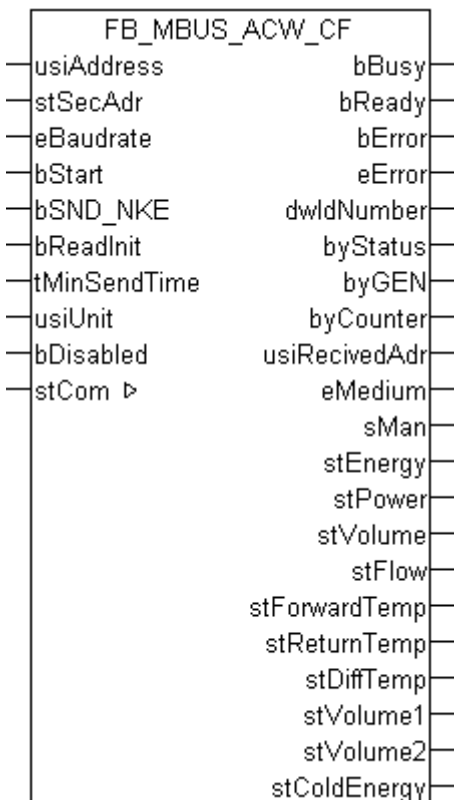 FB_MBUS_ACW_CF
usiAddress bBusy
stSecAdr bReady
eBaudrate bError
bStart eError
bSND_NKE dwIdNumber
bReadInit byStatus
tMinSendTime byGEN
usiUnit byCounter
bDisabled usiRecivedAdr
stCom ▷ eMedium
sMan
stEnergy
stPower
stVolume
stFlow
stForwardTemp
stReturnTemp
stDiffTemp
stVolume1
stVolume2
stColdEnergy